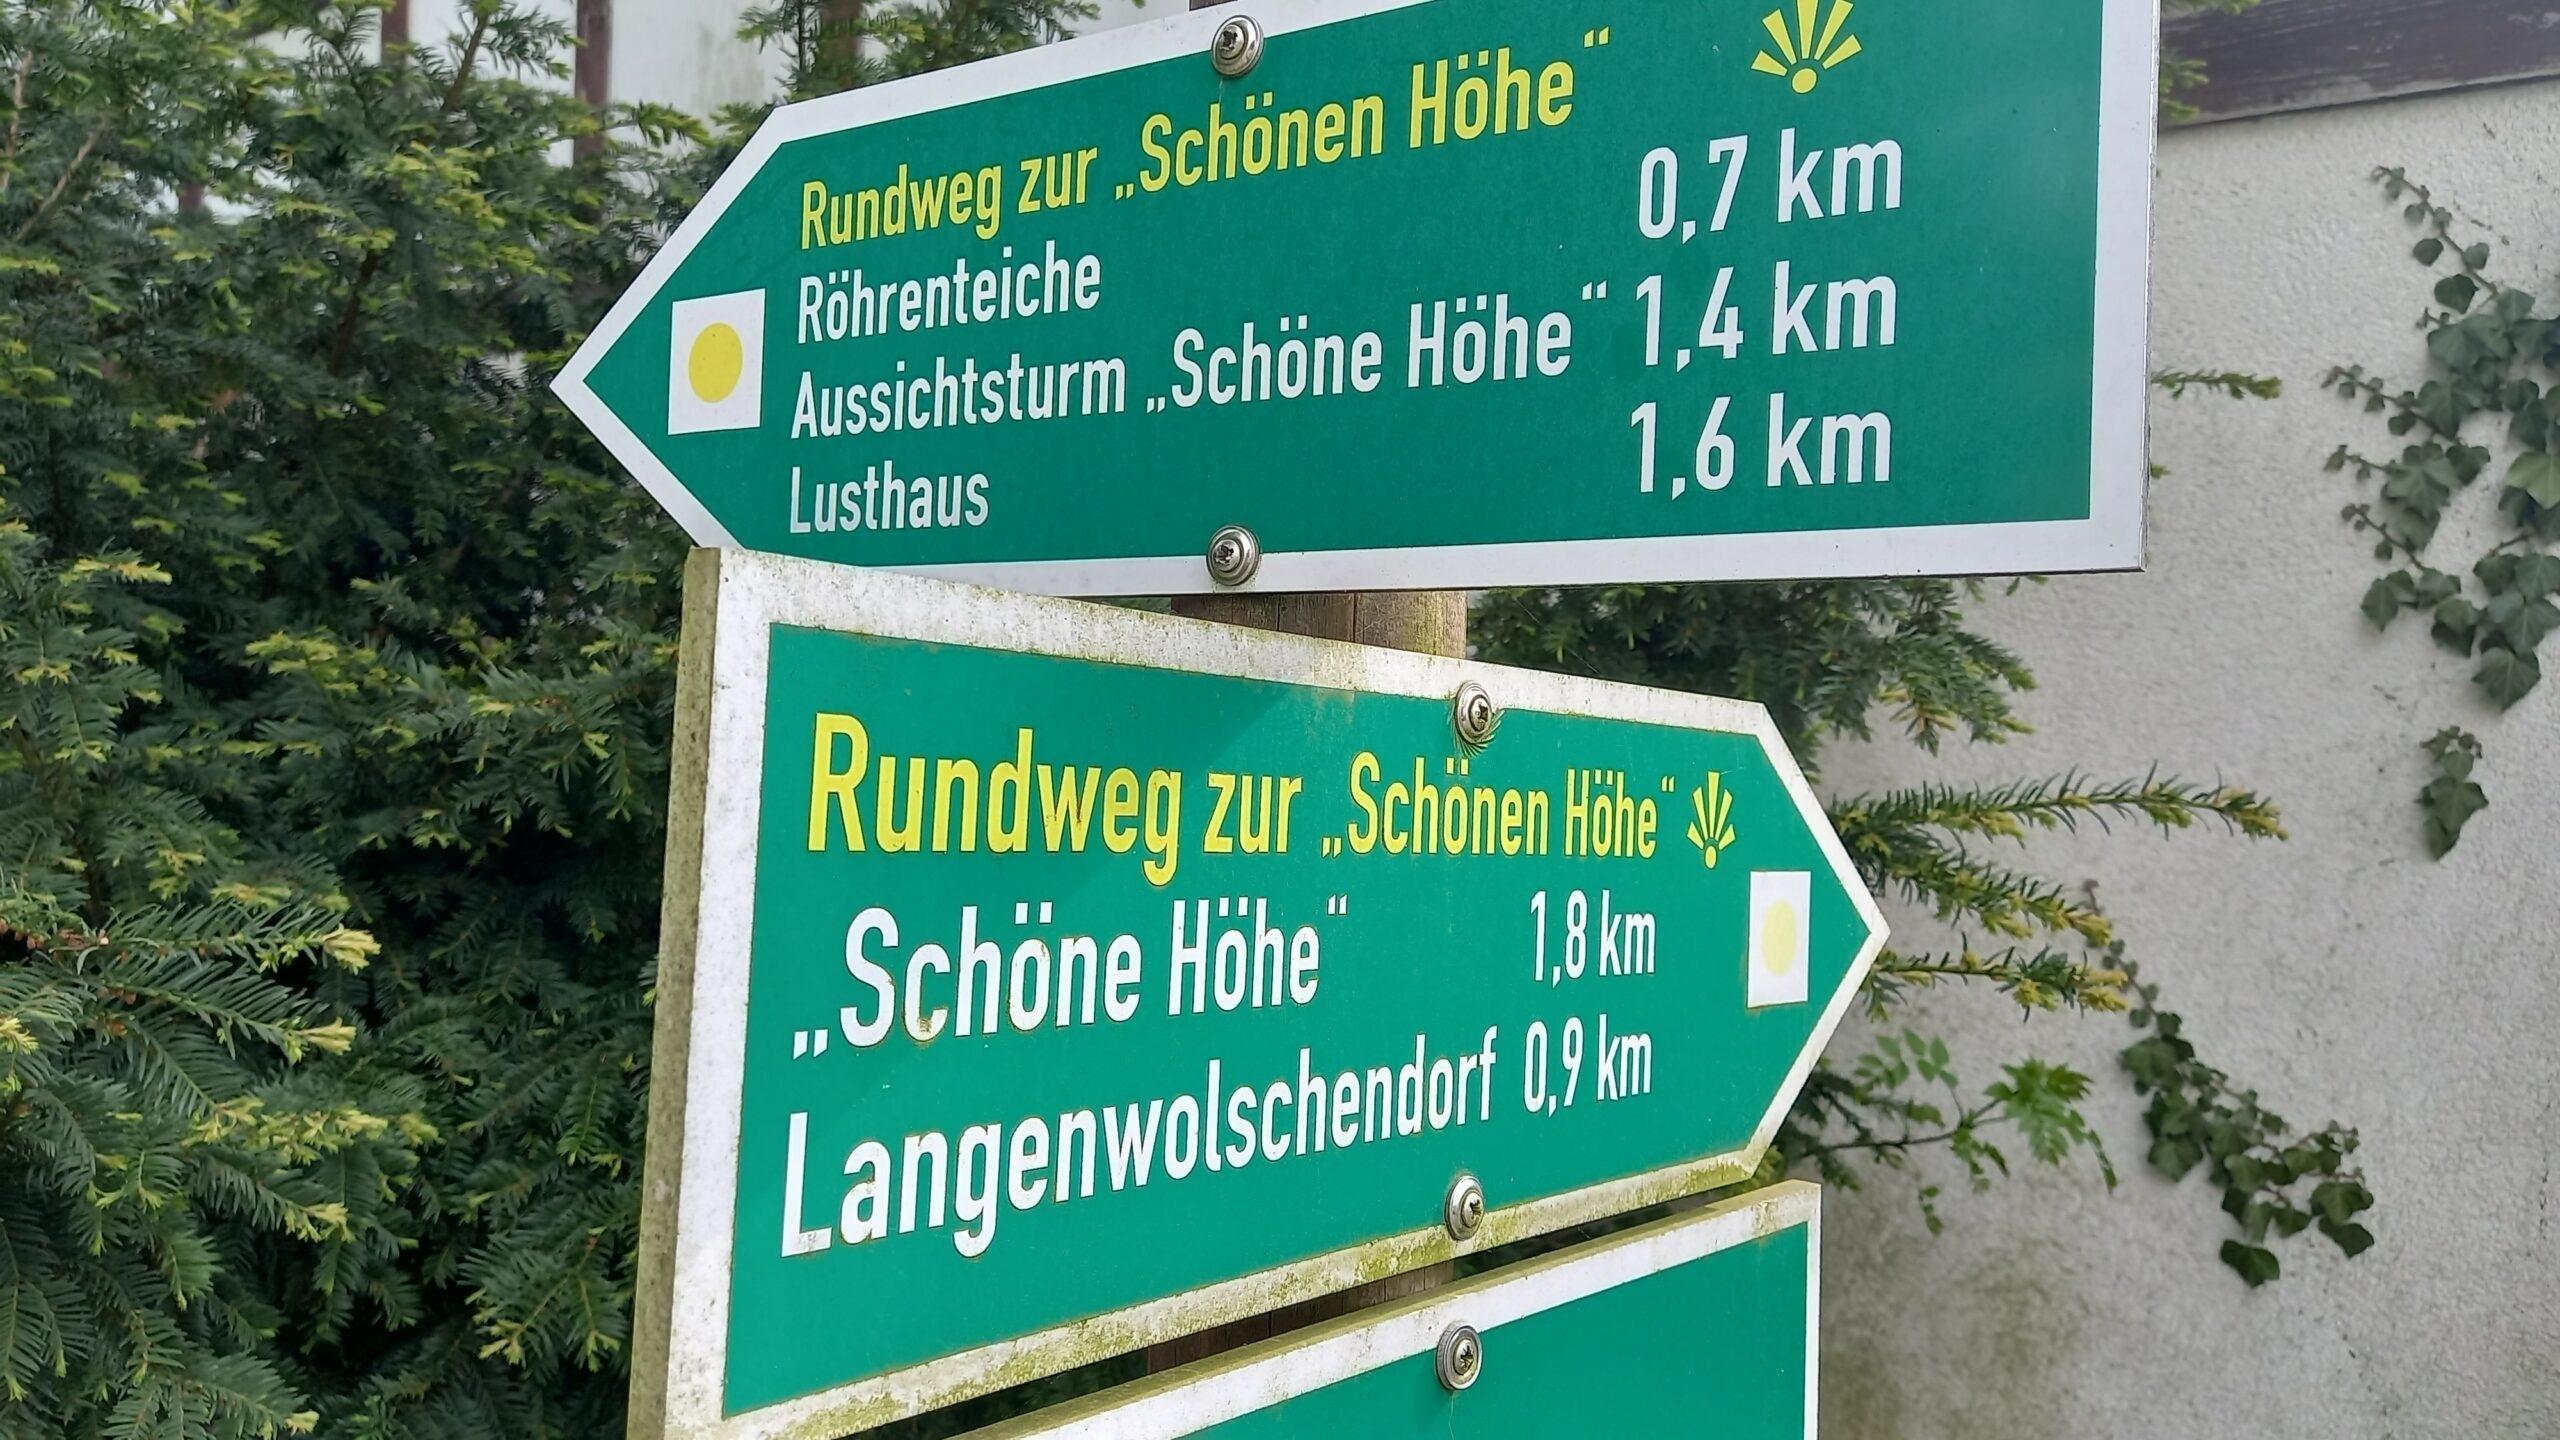 Rundweg zur „Schönen Höhe“
Röhrenteiche 0,7 km
Aussichtsturm „Schöne Höhe“ 1,4 km
Lusthaus 1,6 km
Rundweg zur „Schönen Höhe“
„Schöne Höhe“ 1,8 km
Langenwolschendorf 0,9 km